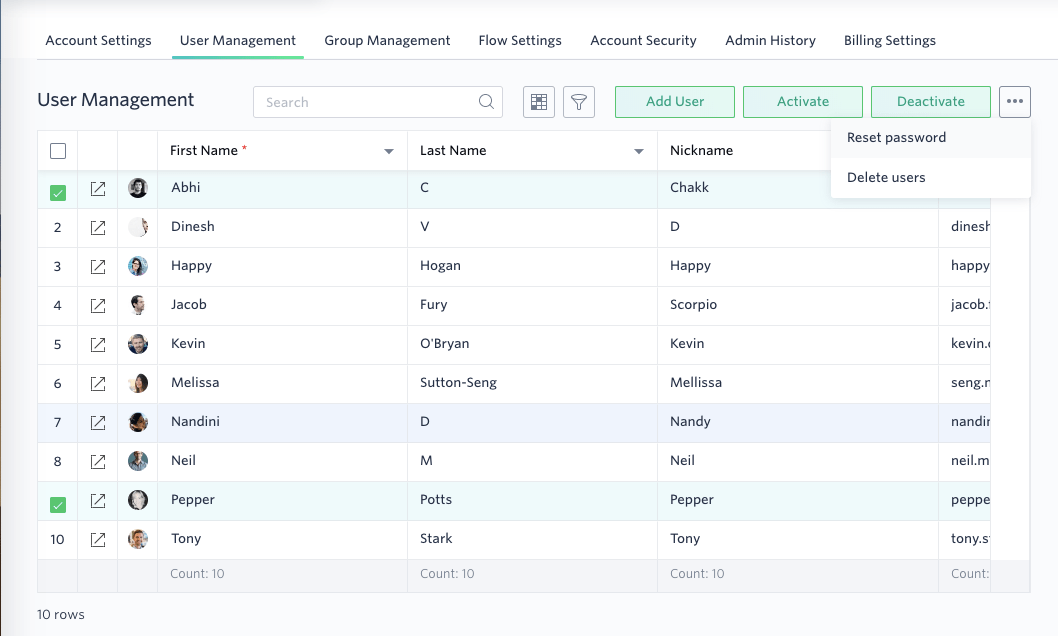 Account Settings User Management Group Management Flow Settings Account Security Admin History Billing Settings
User Management Search Add User Activate Deactivate
Reset password
Delete users
First Name * Last Name Nickname
Abhi C Chakk
2 Dinesh V D dinesh
3 Happy Hogan Happy happy
4 Jacob Fury Scorpio jacob.
5 Kevin O'Bryan Kevin kevin.
6 Melissa Sutton-Seng Mellissa seng.
7 Nandini D Nandy nandin
8 Neil M Neil neil.m
Pepper Potts Pepper peppe
10 Tony Stark Tony tony.s
Count: 10 Count: 10 Count: 10 Count:
10 rows